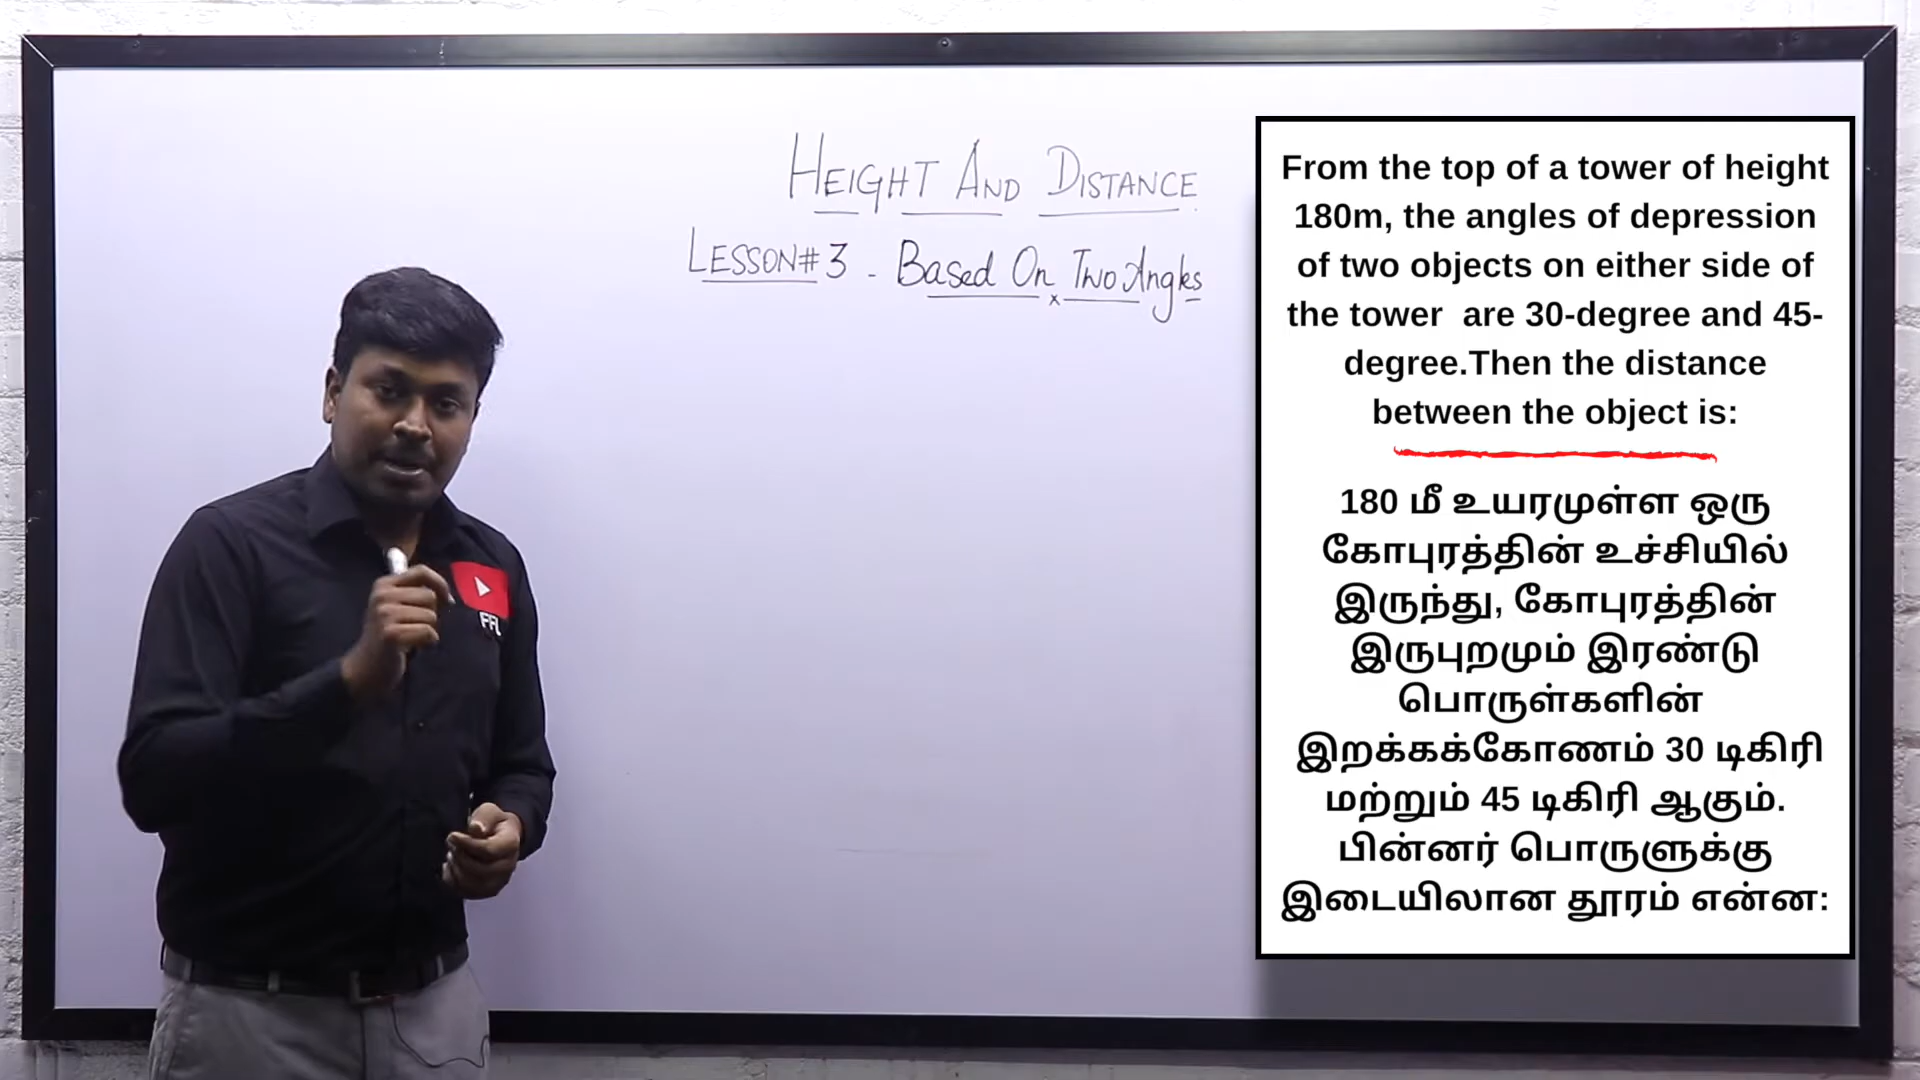 HEIGHT AND DISTANCE
LESSON#3 - Based On Two Angles
x
From the top of a tower of height
180m, the angles of depression
of two objects on either side of
the tower are 30-degree and 45-
degree.Then the distance
between the object is:
180 மீ உயரமுள்ள ஒரு
கோபுரத்தின் உச்சியில்
இருந்து, கோபுரத்தின்
இருபுறமும் இரண்டு
பொருள்களின்
இறக்கக்கோணம் 30 டிகிரி
மற்றும் 45 டிகிரி ஆகும்.
பின்னர் பொருளுக்கு
இடையிலான தூரம் என்ன:
FFL